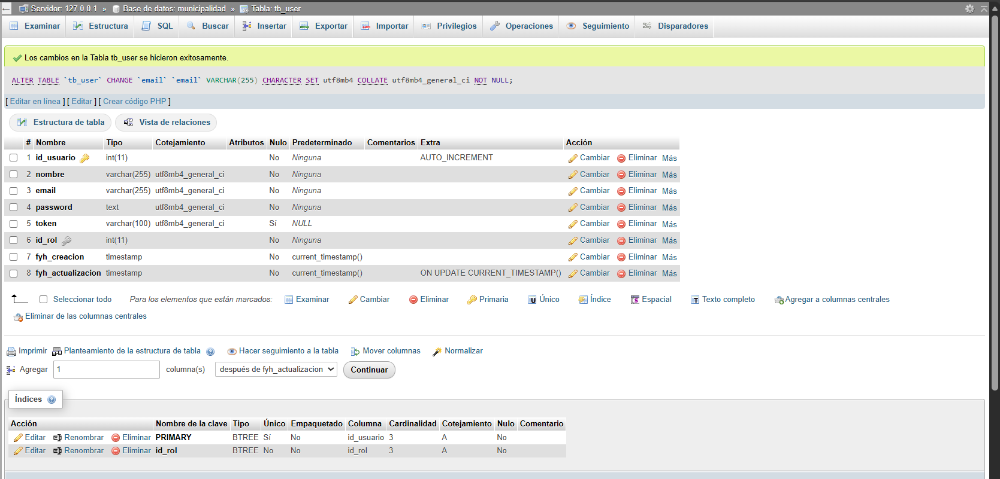 Servidor: 127.0.0.1 » Base de datos: municipalidad » Tabla: tb_user
Examinar Estructura SQL Buscar Insertar Exportar Importar Privilegios Operaciones Seguimiento Disparadores
Los cambios en la Tabla tb_user se hicieron exitosamente.
ALTER TABLE `tb_user` CHANGE `email` `email` VARCHAR(255) CHARACTER SET utf8mb4 COLLATE utf8mb4_general_ci NOT NULL;
[ Editar en línea ] [ Editar ] [ Crear código PHP ]
Estructura de tabla Vista de relaciones
# Nombre Tipo Cotejamiento Atributos Nulo Predeterminado Comentarios Extra Acción
1 id_usuario int(11) No Ninguna AUTO_INCREMENT Cambiar Eliminar Más
2 nombre varchar(255) utf8mb4_general_ci No Ninguna Cambiar Eliminar Más
3 email varchar(255) utf8mb4_general_ci No Ninguna Cambiar Eliminar Más
4 password text utf8mb4_general_ci No Ninguna Cambiar Eliminar Más
5 token varchar(100) utf8mb4_general_ci Sí NULL Cambiar Eliminar Más
6 id_rol int(11) No Ninguna Cambiar Eliminar Más
7 fyh_creacion timestamp No current_timestamp() Cambiar Eliminar Más
8 fyh_actualizacion timestamp No current_timestamp() ON UPDATE CURRENT_TIMESTAMP() Cambiar Eliminar Más
Seleccionar todo Para los elementos que están marcados: Examinar Cambiar Eliminar Primaria Único Índice Espacial Texto completo Agregar a columnas centrales
Eliminar de las columnas centrales
Imprimir Planteamiento de la estructura de tabla Hacer seguimiento a la tabla Mover columnas Normalizar
Agregar 1 columna(s) después de fyh_actualizacion Continuar
Índices
Acción Nombre de la clave Tipo Único Empaquetado Columna Cardinalidad Cotejamiento Nulo Comentario
Editar Renombrar Eliminar PRIMARY BTREE Sí No id_usuario 3 A No
Editar Renombrar Eliminar id_rol BTREE No No id_rol 3 A No